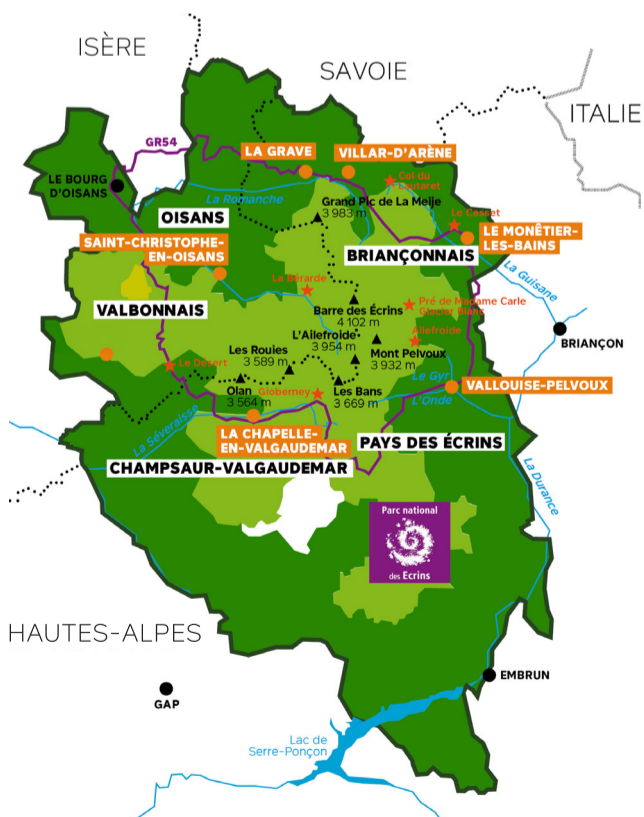 ISÈRE
SAVOIE
ITALIE
GR54
LA GRAVE
VILLAR-D'ARÈNE
LE BOURG
D'OISANS
Col du
Lautaret
La Romanche
Grand Pic de La Meije
3 983 m
OISANS
Le Casset
LE MONÊTIER-
LES-BAINS
SAINT-CHRISTOPHE-
EN-OISANS
BRIANÇONNAIS
La Guisane
La Bérarde
VALBONNAIS
Barre des Écrins
4 102 m
Pré de Madame Carle
Glacier Blanc
BRIANÇON
L'Ailefroide
3 954 m
Ailefroide
Mont Pelvoux
3 932 m
Les Rouies
3 589 m
Le Désert
Le Gyr
VALLOUISE-PELVOUX
Olan
3 564 m
Gioberney
Les Bans
3 669 m
L'Onde
La Séveraisse
LA CHAPELLE-
EN-VALGAUDEMAR
PAYS DES ÉCRINS
CHAMPSAUR-VALGAUDEMAR
La Durance
Parc national
des Ecrins
HAUTES-ALPES
EMBRUN
GAP
Lac de
Serre-Ponçon